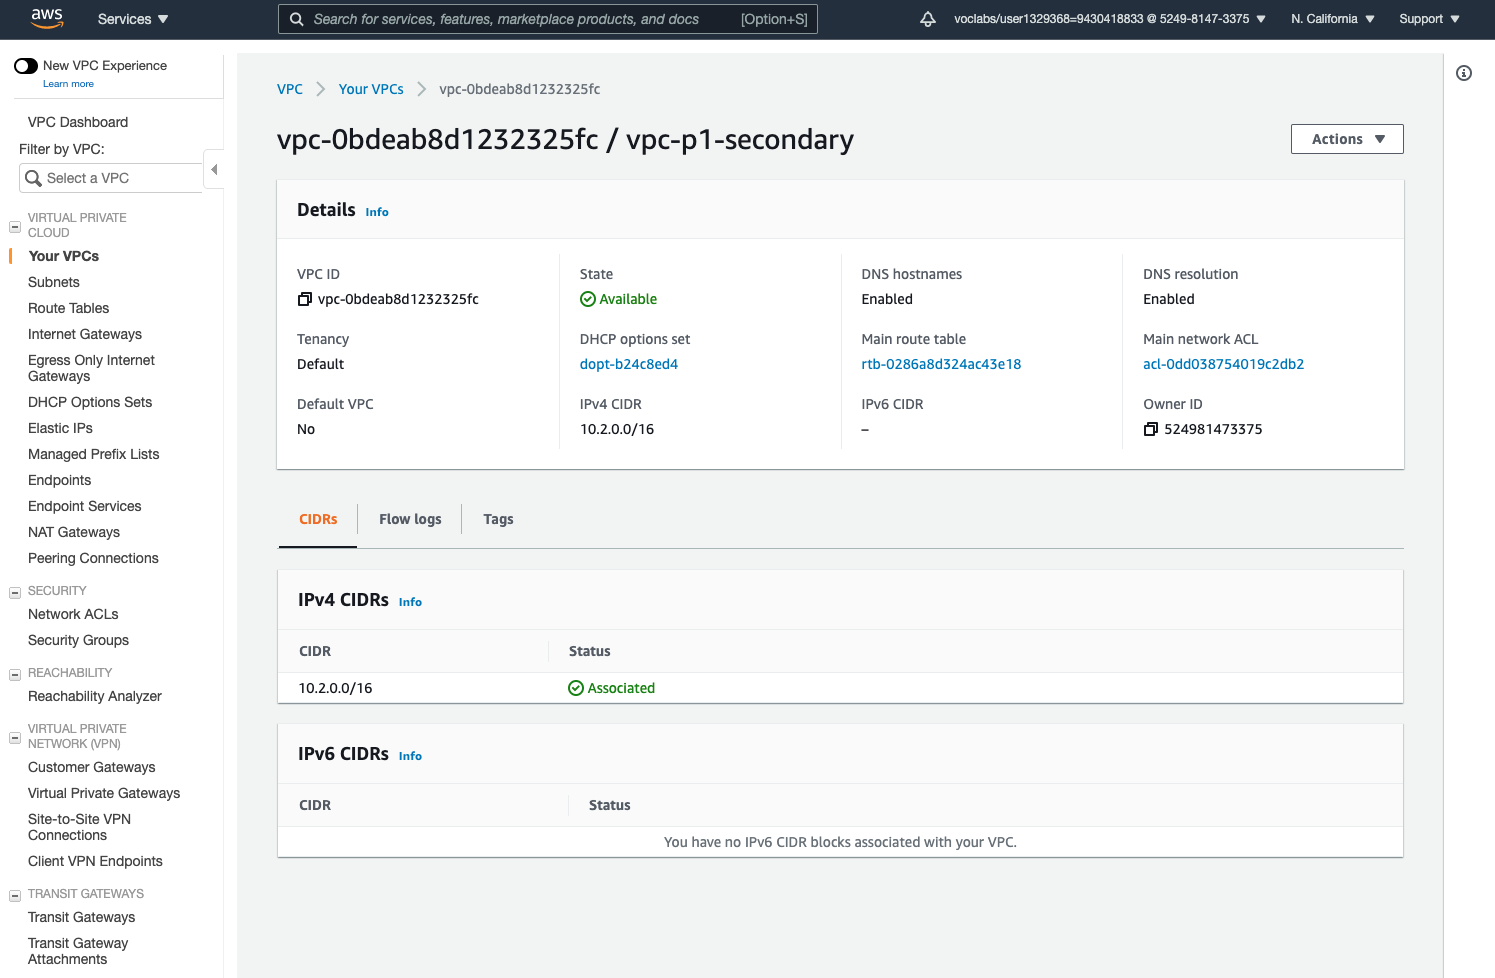 aws
Services
Search for services, features, marketplace products, and docs [Option+S]
voclabs/user1329368=9430418833 @ 5249-8147-3375
N. California
Support
New VPC Experience
Learn more
VPC Dashboard
Filter by VPC:
Select a VPC
VIRTUAL PRIVATE
CLOUD
Your VPCs
Subnets
Route Tables
Internet Gateways
Egress Only Internet
Gateways
DHCP Options Sets
Elastic IPs
Managed Prefix Lists
Endpoints
Endpoint Services
NAT Gateways
Peering Connections
SECURITY
Network ACLs
Security Groups
REACHABILITY
Reachability Analyzer
VIRTUAL PRIVATE
NETWORK (VPN)
Customer Gateways
Virtual Private Gateways
Site-to-Site VPN
Connections
Client VPN Endpoints
TRANSIT GATEWAYS
Transit Gateways
Transit Gateway
Attachments
VPC
Your VPCs
vpc-0bdeab8d1232325fc
vpc-0bdeab8d1232325fc / vpc-p1-secondary
Actions
Details Info
VPC ID
vpc-0bdeab8d1232325fc
State
Available
DNS hostnames
Enabled
DNS resolution
Enabled
Tenancy
Default
DHCP options set
dopt-b24c8ed4
Main route table
rtb-0286a8d324ac43e18
Main network ACL
acl-0dd038754019c2db2
Default VPC
No
IPv4 CIDR
10.2.0.0/16
IPv6 CIDR
–
Owner ID
524981473375
CIDRs
Flow logs
Tags
IPv4 CIDRs Info
CIDR
Status
10.2.0.0/16
Associated
IPv6 CIDRs Info
CIDR
Status
You have no IPv6 CIDR blocks associated with your VPC.